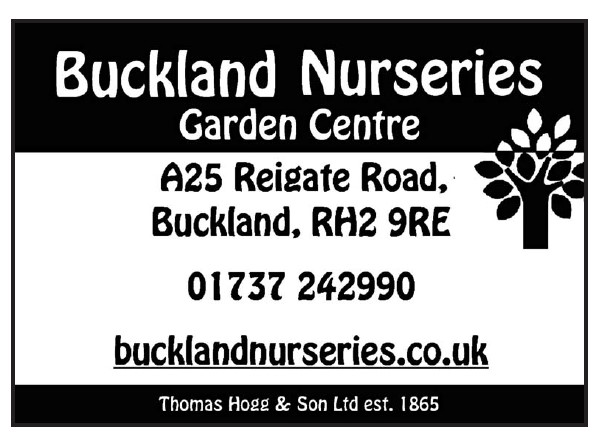 Buckland Nurseries
Garden Centre
A25 Reigate Road,
Buckland, RH2 9RE
01737 242990
bucklandnurseries.co.uk
Thomas Hogg & Son Ltd est. 1865